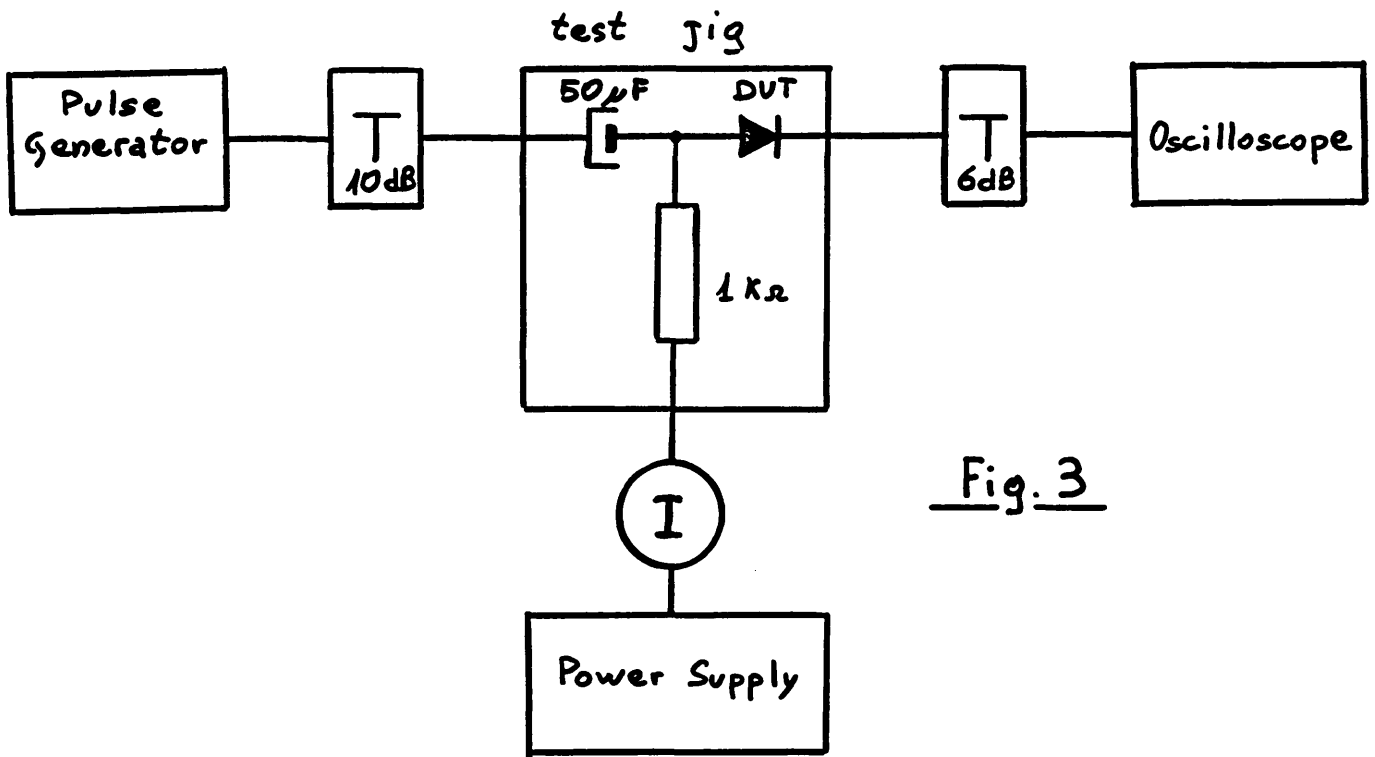 test jig
Pulse
Generator
T
10dB
50µF
DUT
T
6dB
Oscilloscope
1 KΩ
I
Fig. 3
Power Supply